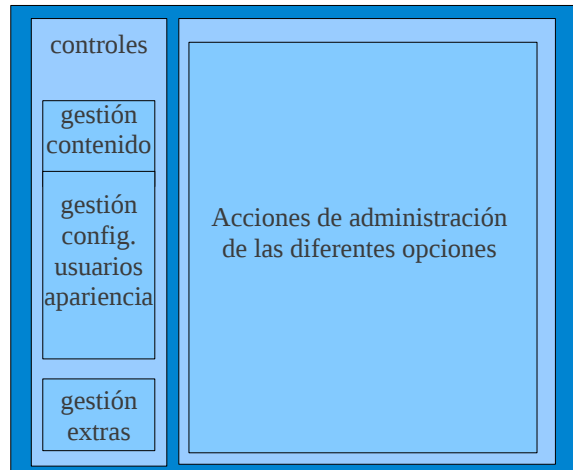 controles
gestión
contenido
gestión
config.
usuarios
apariencia
gestión
extras
Acciones de administración
de las diferentes opciones